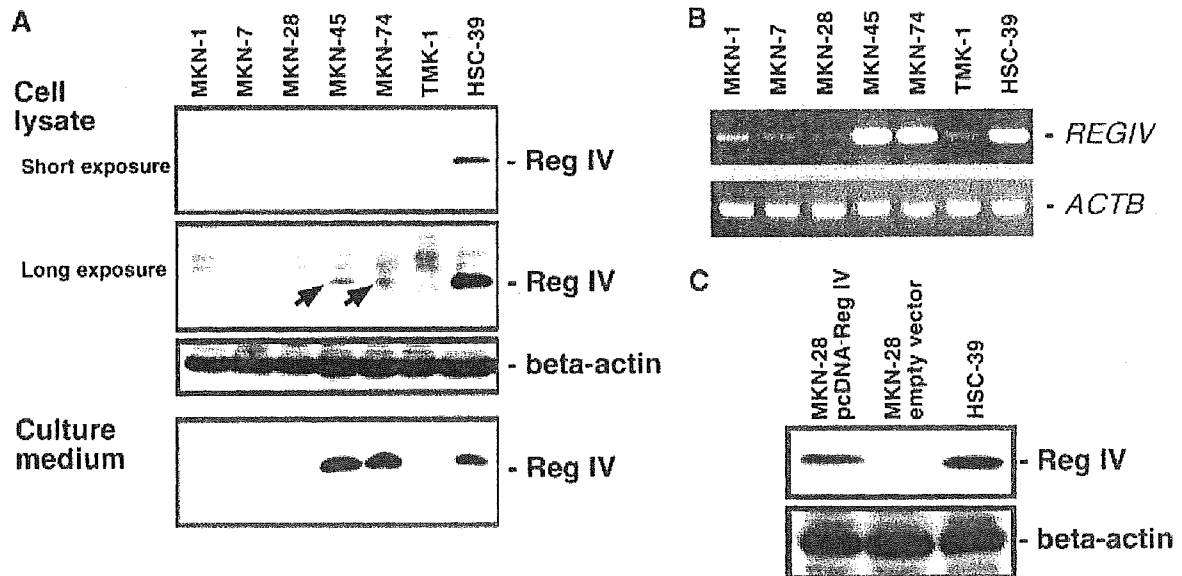 A
MKN-1
MKN-7
MKN-28
MKN-45
MKN-74
TMK-1
HSC-39
Cell
lysate
Short exposure
- Reg IV
Long exposure
- Reg IV
- beta-actin
Culture
medium
- Reg IV
B
MKN-1
MKN-7
MKN-28
MKN-45
MKN-74
TMK-1
HSC-39
- REGIV
- ACTB
C
MKN-28
pcDNA-Reg IV
MKN-28
empty vector
HSC-39
- Reg IV
- beta-actin